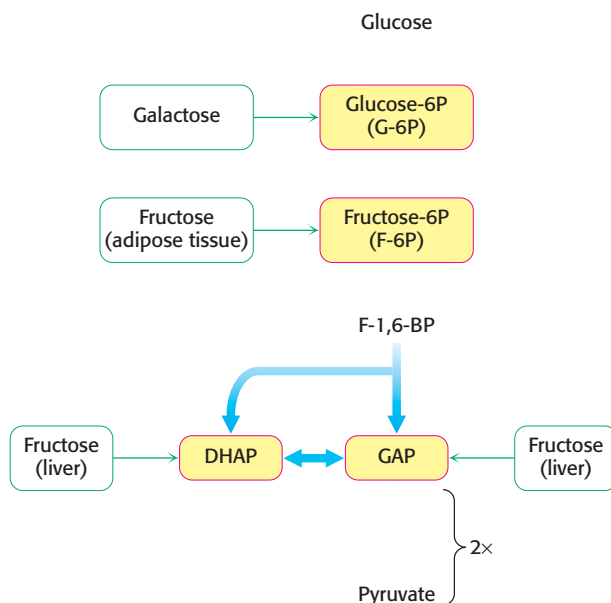 Glucose
Galactose
Glucose-6P
(G-6P)
Fructose
(adipose tissue)
Fructose-6P
(F-6P)
F-1,6-BP
Fructose
(liver)
DHAP
GAP
Fructose
(liver)
2×
Pyruvate